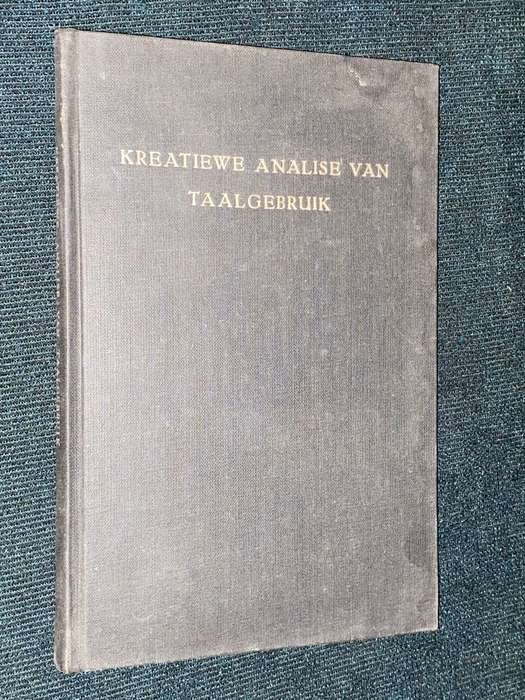 KREATIEWE ANALISE VAN
TAALGEBRUIK